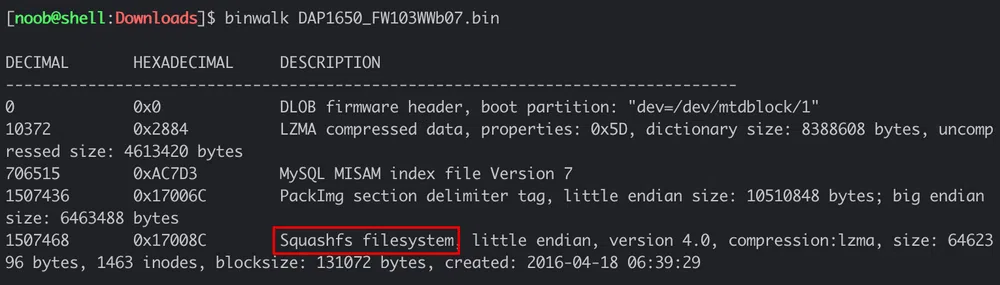 [noob@shell:Downloads]$ binwalk DAP1650_FW103WWb07.bin
DECIMAL HEXADECIMAL DESCRIPTION
--------------------------------------------------------------------------------
0 0x0 DLOB firmware header, boot partition: "dev=/dev/mtdblock/1"
10372 0x2884 LZMA compressed data, properties: 0x5D, dictionary size: 8388608 bytes, uncomp
ressed size: 4613420 bytes
706515 0xAC7D3 MySQL MISAM index file Version 7
1507436 0x17006C PackImg section delimiter tag, little endian size: 10510848 bytes; big endian
size: 6463488 bytes
1507468 0x17008C Squashfs filesystem, little endian, version 4.0, compression:lzma, size: 64623
96 bytes, 1463 inodes, blocksize: 131072 bytes, created: 2016-04-18 06:39:29